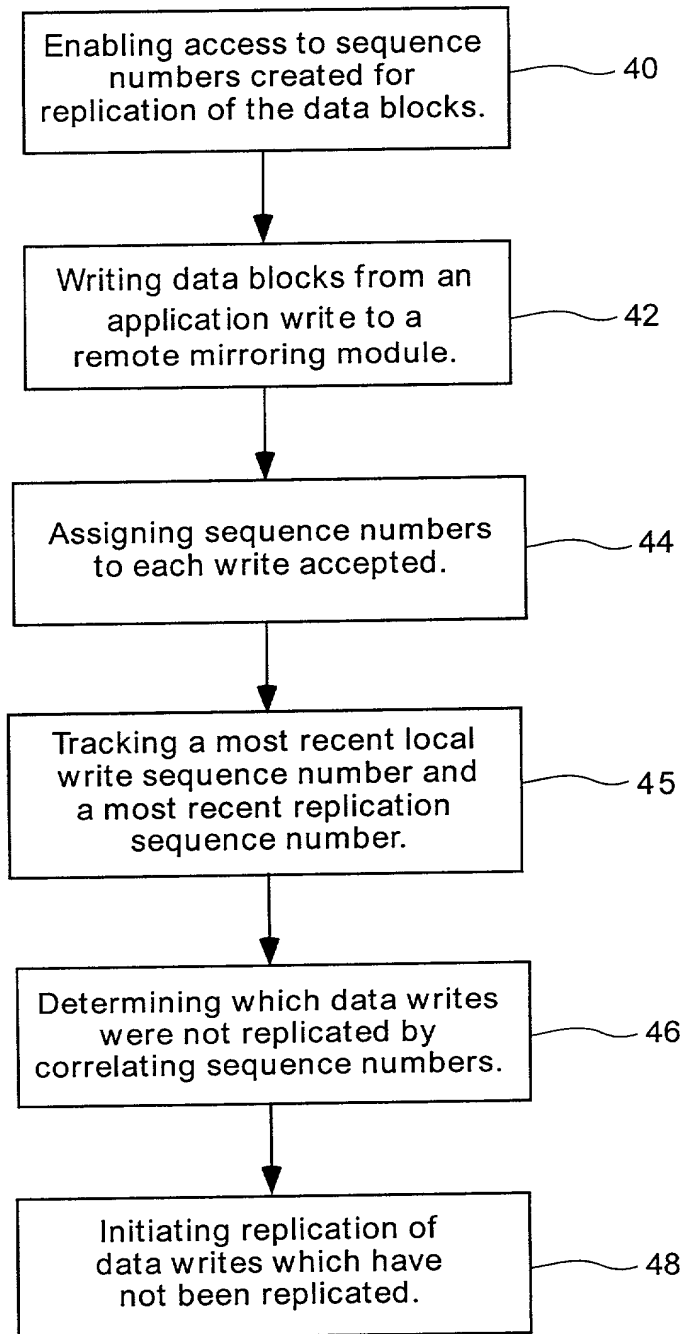 Enabling access to sequence
numbers created for
replication of the data blocks.
40
Writing data blocks from an
application write to a
remote mirroring module.
42
Assigning sequence numbers
to each write accepted.
44
Tracking a most recent local
write sequence number and
a most recent replication
sequence number.
45
Determining which data writes
were not replicated by
correlating sequence numbers.
46
Initiating replication of
data writes which have
not been replicated.
48